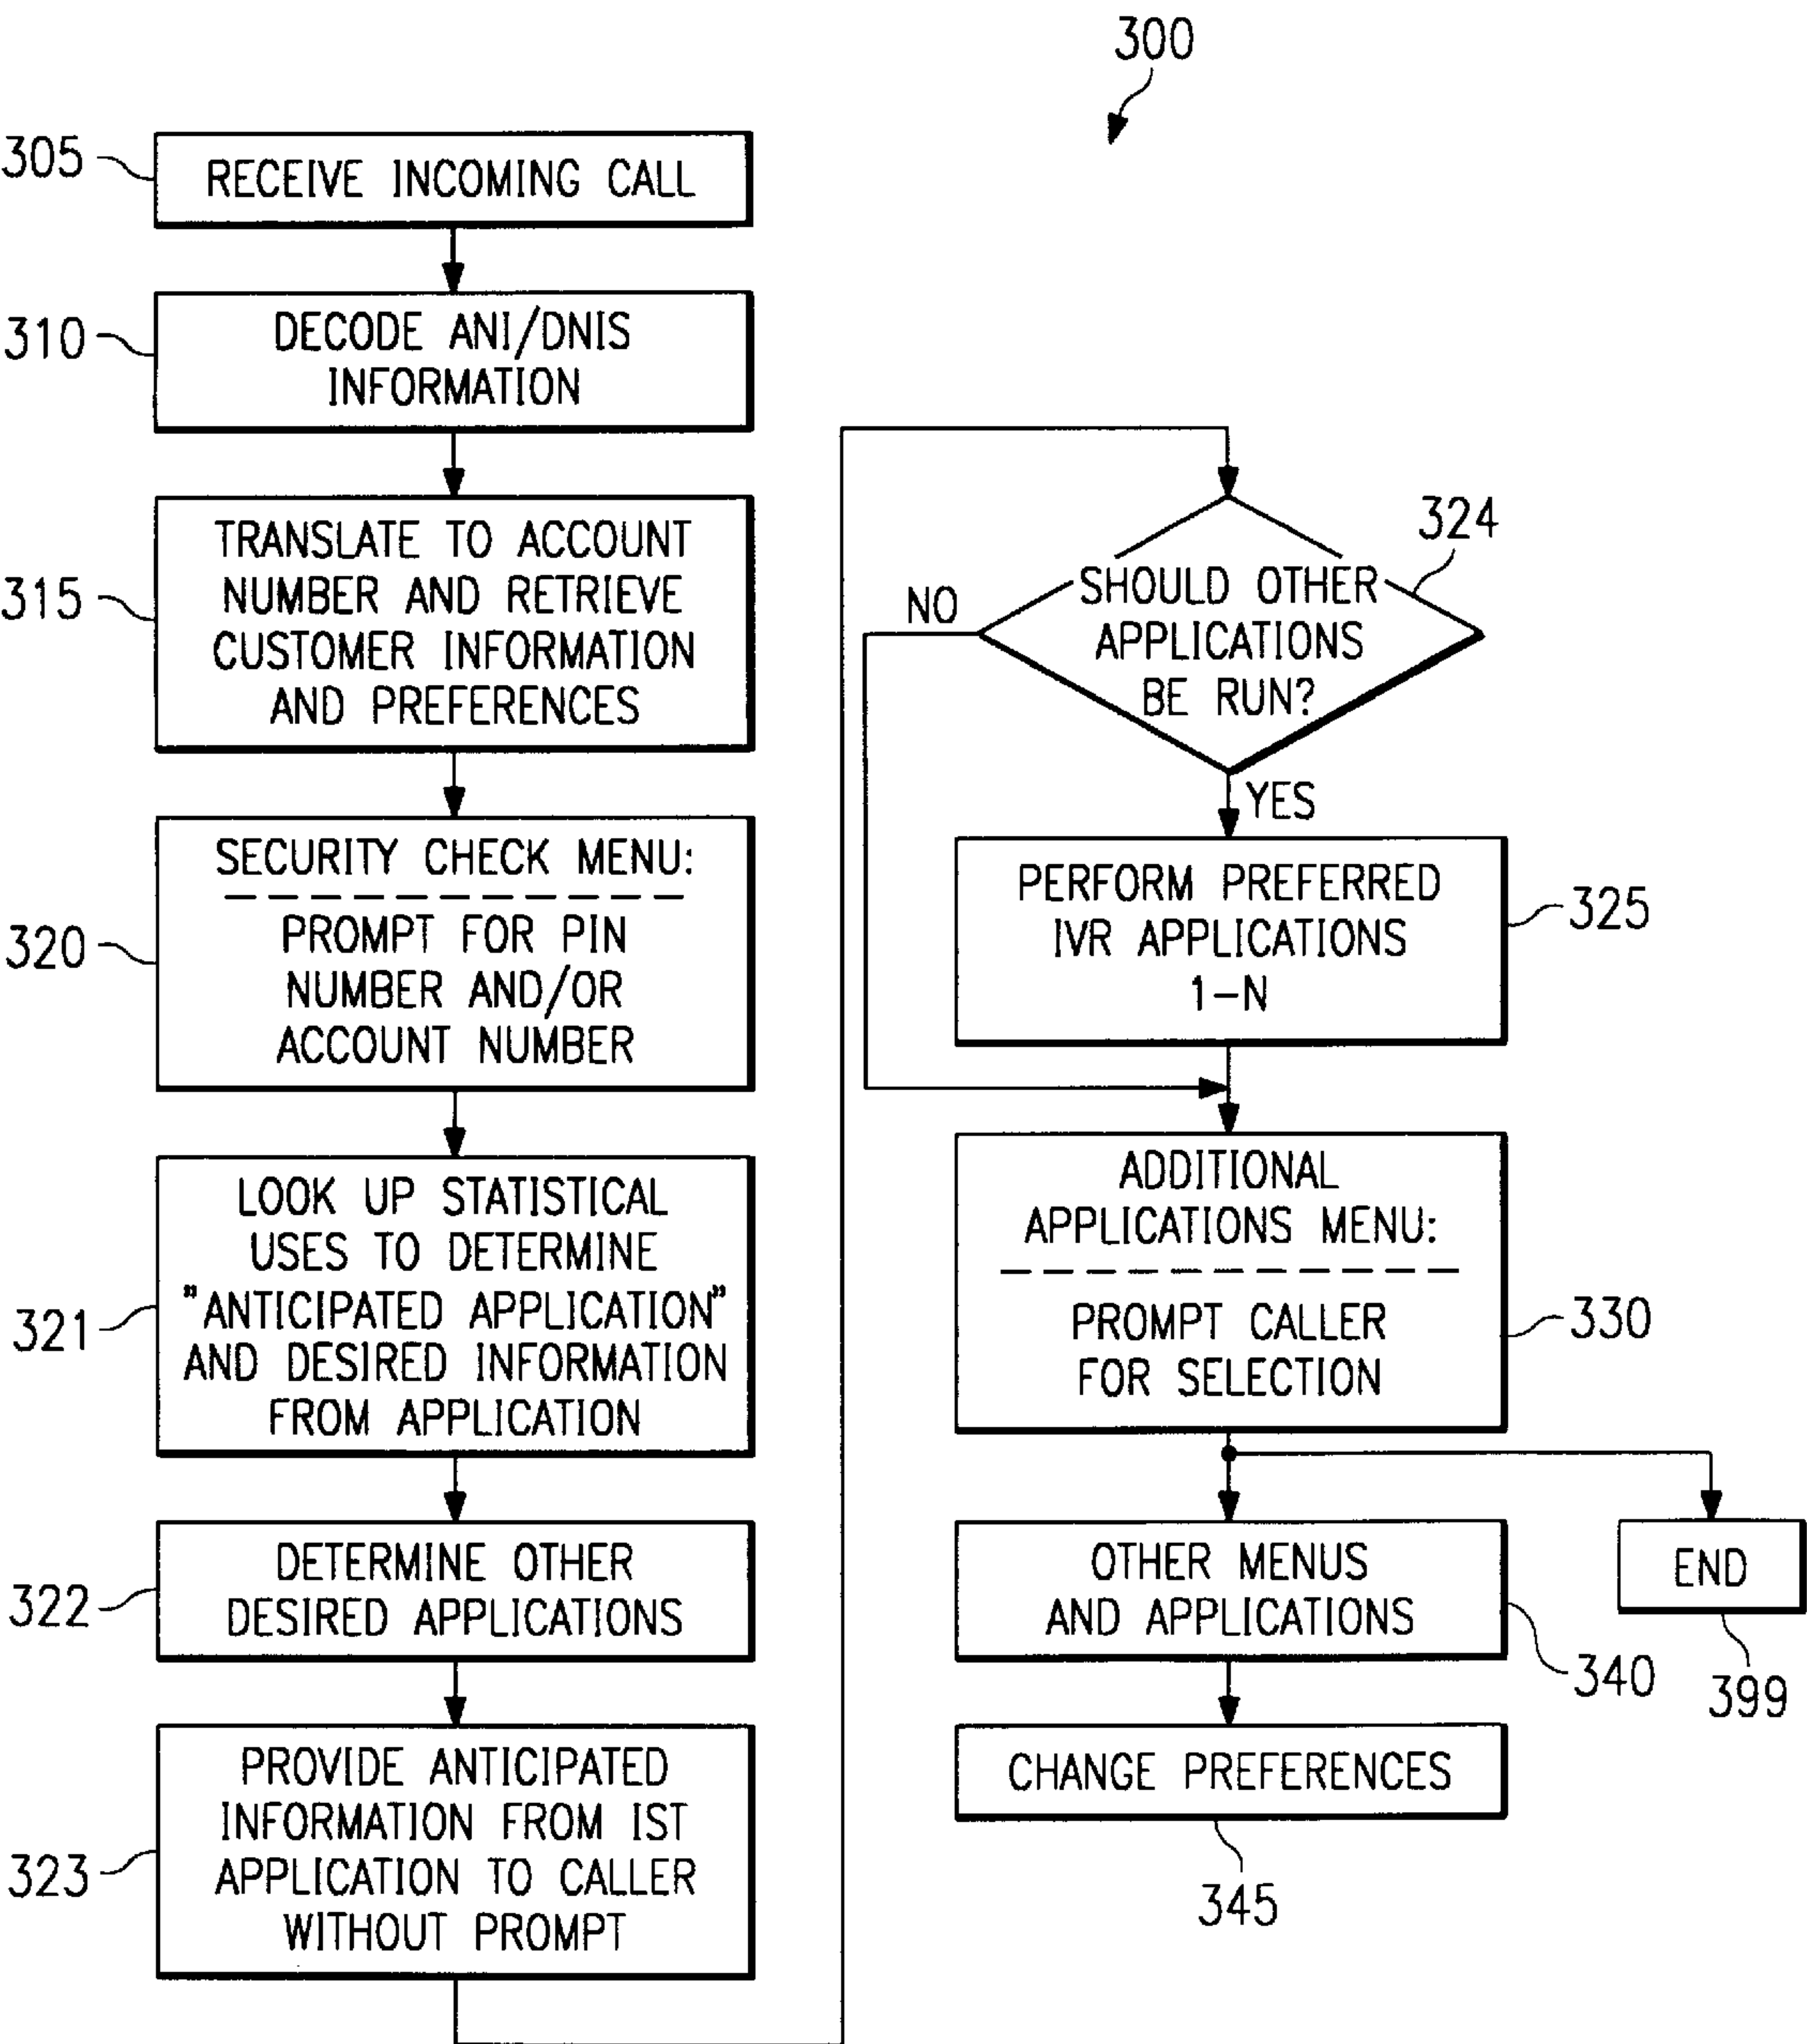 300
305
RECEIVE INCOMING CALL
310
DECODE ANI/DNIS
INFORMATION
315
TRANSLATE TO ACCOUNT
NUMBER AND RETRIEVE
CUSTOMER INFORMATION
AND PREFERENCES
320
SECURITY CHECK MENU:
PROMPT FOR PIN
NUMBER AND/OR
ACCOUNT NUMBER
321
LOOK UP STATISTICAL
USES TO DETERMINE
"ANTICIPATED APPLICATION"
AND DESIRED INFORMATION
FROM APPLICATION
322
DETERMINE OTHER
DESIRED APPLICATIONS
323
PROVIDE ANTICIPATED
INFORMATION FROM IST
APPLICATION TO CALLER
WITHOUT PROMPT
324
SHOULD OTHER
APPLICATIONS
BE RUN?
NO
YES
PERFORM PREFERRED
IVR APPLICATIONS
1-N
325
ADDITIONAL
APPLICATIONS MENU:
PROMPT CALLER
FOR SELECTION
330
OTHER MENUS
AND APPLICATIONS
340
END
399
CHANGE PREFERENCES
345